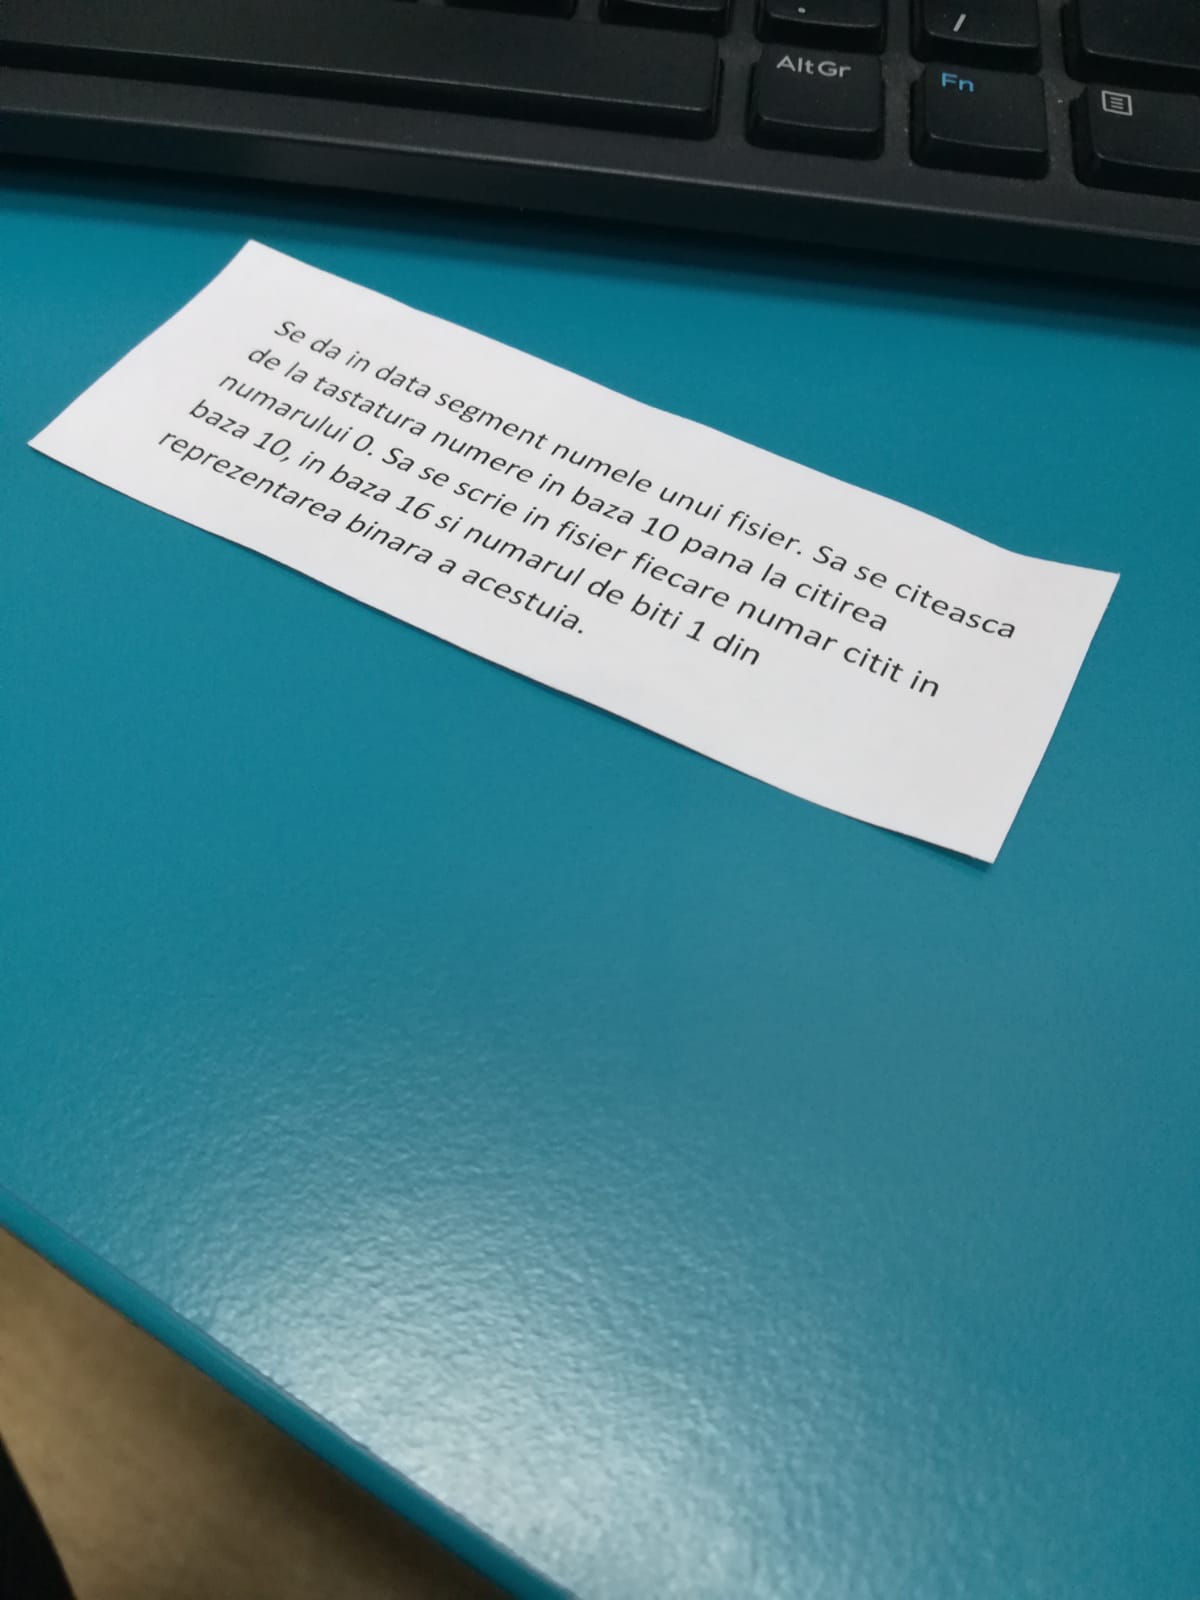 .
/
AltGr
Fn
Se da in data segment numele unui fisier. Sa se citeasca
de la tastatura numere in baza 10 pana la citirea
numarului 0. Sa se scrie in fisier fiecare numar citit in
baza 10, in baza 16 si numarul de biti 1 din
reprezentarea binara a acestuia.